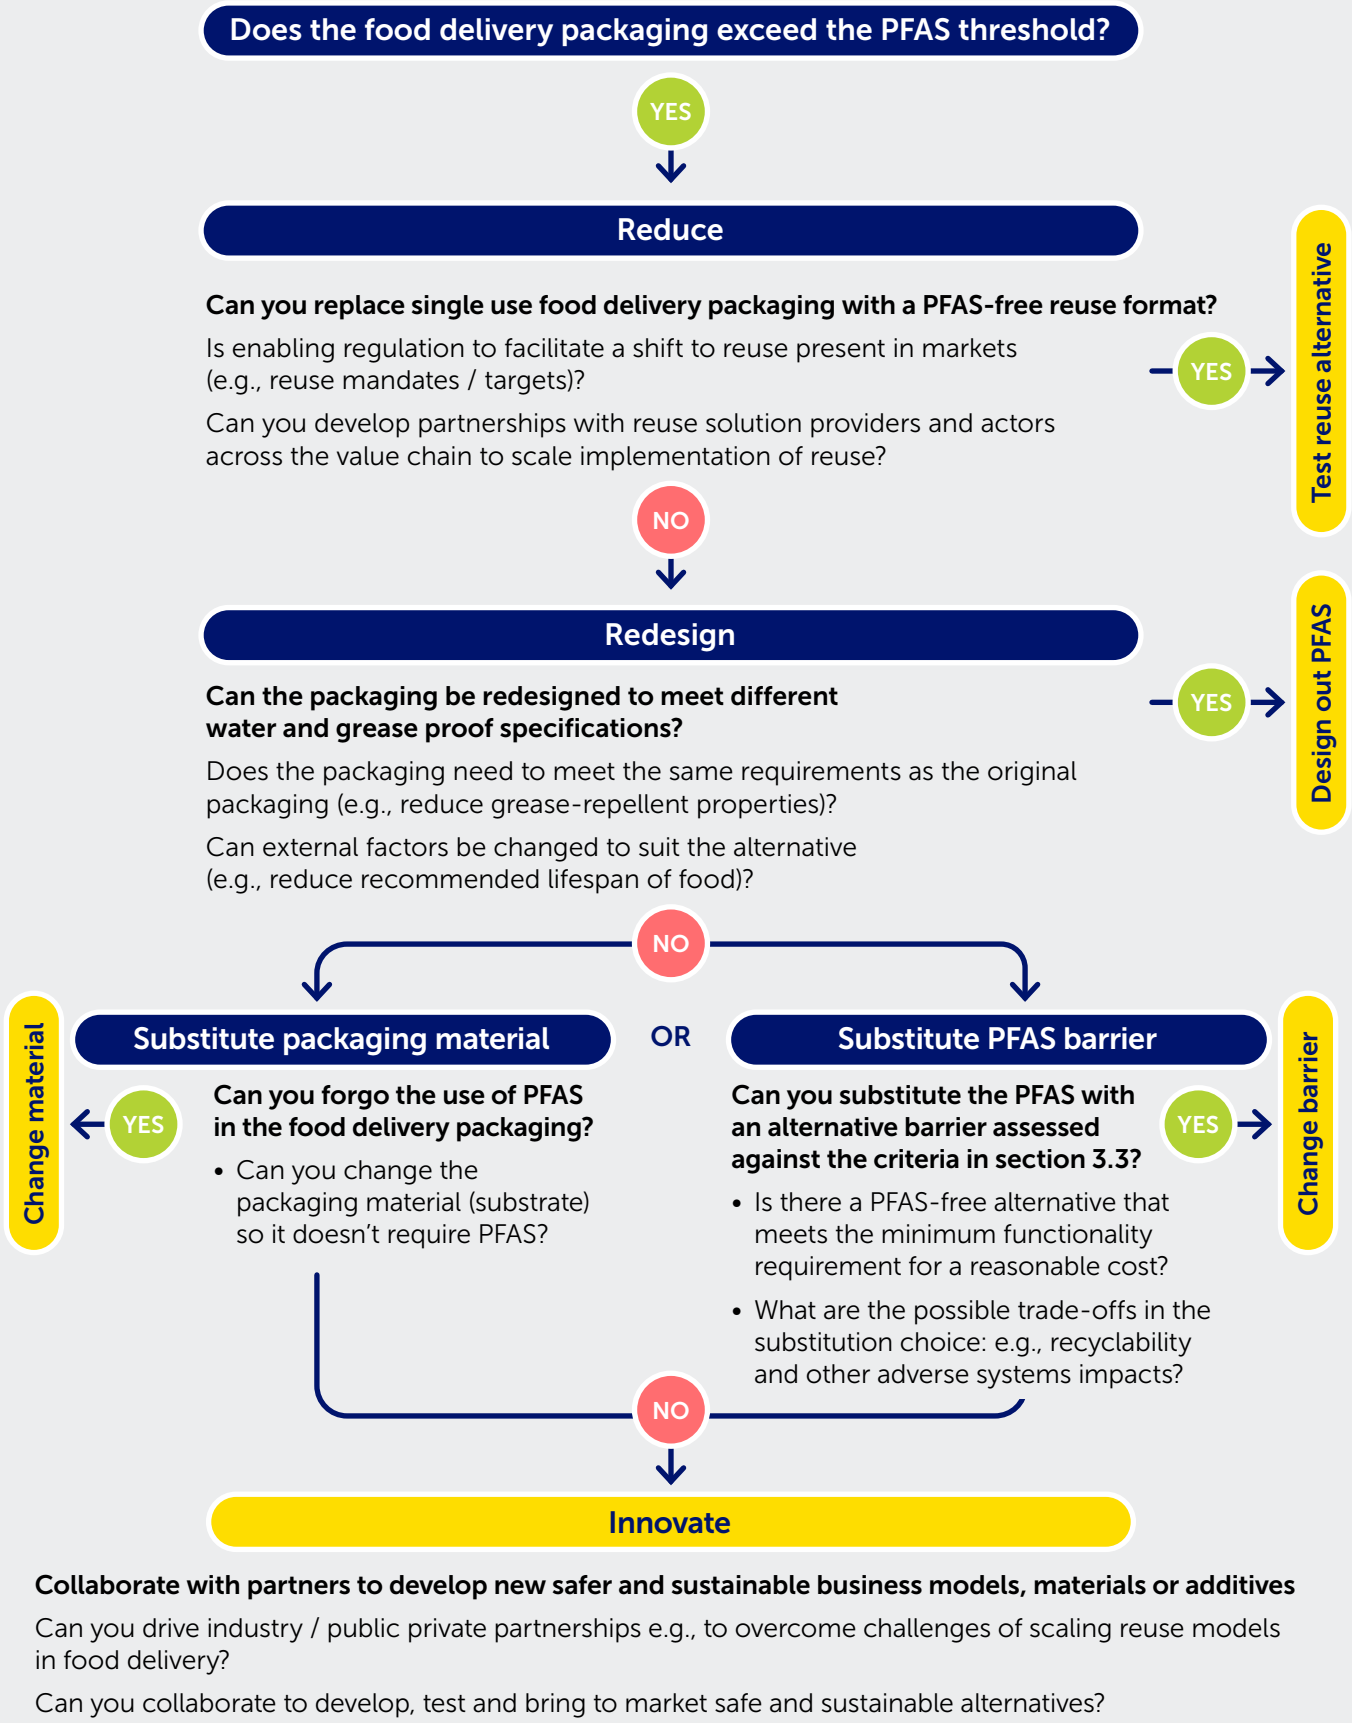 Does the food delivery packaging exceed the PFAS threshold?
YES
Reduce
Can you replace single use food delivery packaging with a PFAS-free reuse format?
Is enabling regulation to facilitate a shift to reuse present in markets
(e.g., reuse mandates / targets)?
Can you develop partnerships with reuse solution providers and actors
across the value chain to scale implementation of reuse?
YES
Test reuse alternative
NO
Redesign
Can the packaging be redesigned to meet different
water and grease proof specifications?
Does the packaging need to meet the same requirements as the original
packaging (e.g., reduce grease-repellent properties)?
Can external factors be changed to suit the alternative
(e.g., reduce recommended lifespan of food)?
YES
Design out PFAS
NO
Substitute packaging material
Can you forgo the use of PFAS
in the food delivery packaging?
• Can you change the
packaging material (substrate)
so it doesn't require PFAS?
YES
Change material
OR
Substitute PFAS barrier
Can you substitute the PFAS with
an alternative barrier assessed
against the criteria in section 3.3?
• Is there a PFAS-free alternative that
meets the minimum functionality
requirement for a reasonable cost?
• What are the possible trade-offs in the
substitution choice: e.g., recyclability
and other adverse systems impacts?
YES
Change barrier
NO
Innovate
Collaborate with partners to develop new safer and sustainable business models, materials or additives
Can you drive industry / public private partnerships e.g., to overcome challenges of scaling reuse models
in food delivery?
Can you collaborate to develop, test and bring to market safe and sustainable alternatives?